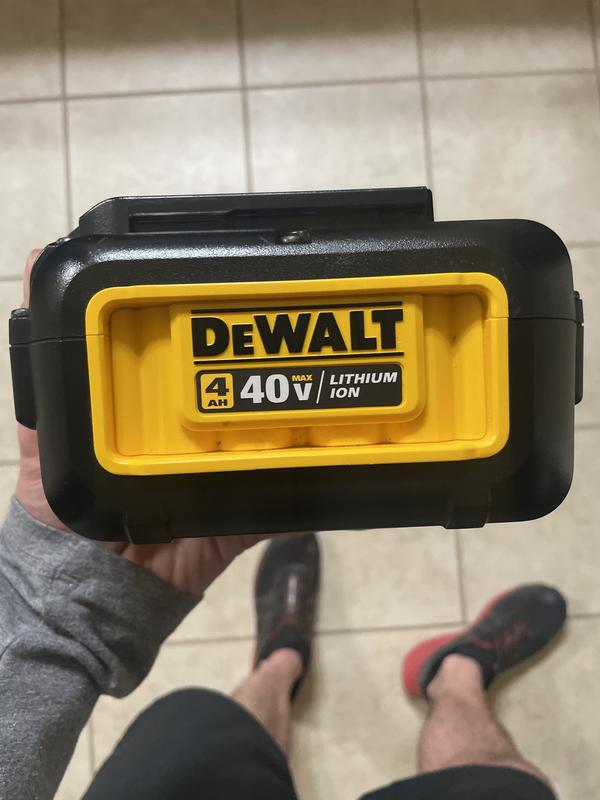 DEWALT
4 AH 40V MAX LITHIUM ION